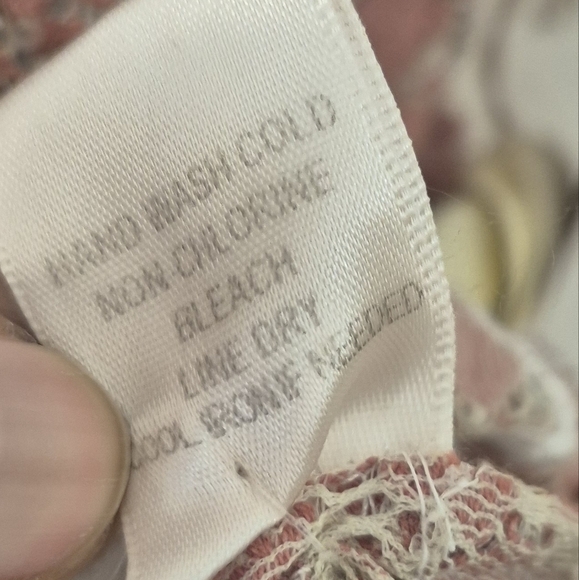 HAND WASH COLD
NON CHLORINE
BLEACH
LINE DRY
COOL IRON IF NEEDED